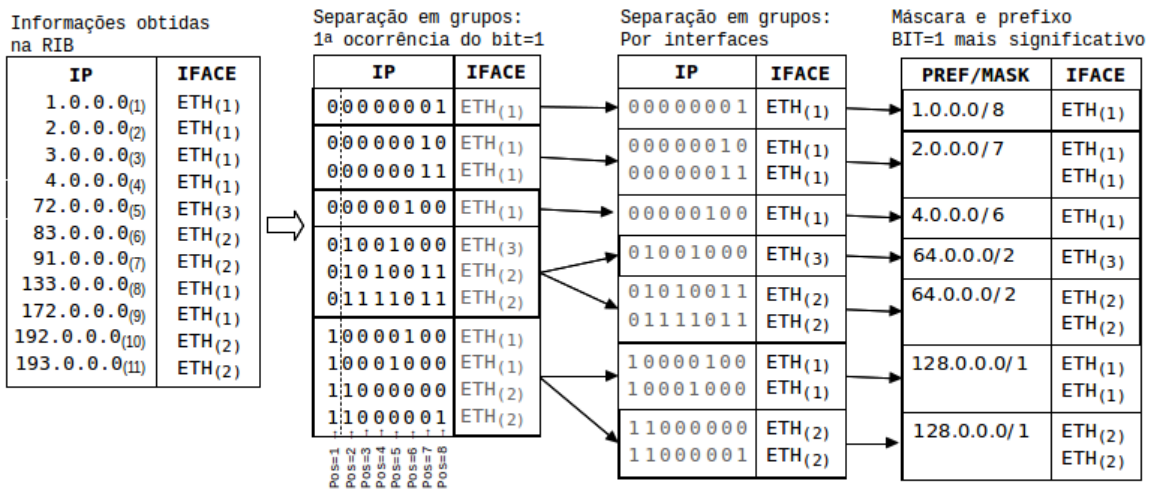 Informações obtidas
na RIB
IP IFACE
1.0.0.0(1) ETH(1)
2.0.0.0(2) ETH(1)
3.0.0.0(3) ETH(1)
4.0.0.0(4) ETH(1)
72.0.0.0(5) ETH(3)
83.0.0.0(6) ETH(2)
91.0.0.0(7) ETH(2)
133.0.0.0(8) ETH(1)
172.0.0.0(9) ETH(1)
192.0.0.0(10) ETH(2)
193.0.0.0(11) ETH(2)
Separação em grupos:
1ª ocorrência do bit=1
IP IFACE
00000001 ETH(1)
00000010 ETH(1)
00000011 ETH(1)
00000100 ETH(1)
01001000 ETH(3)
01010011 ETH(2)
01111011 ETH(2)
10000100 ETH(1)
10001000 ETH(1)
11000000 ETH(2)
11000001 ETH(2)
Pos=1
Pos=2
Pos=3
Pos=4
Pos=5
Pos=6
Pos=7
Pos=8
Separação em grupos:
Por interfaces
IP IFACE
00000001 ETH(1)
00000010 ETH(1)
00000011 ETH(1)
00000100 ETH(1)
01001000 ETH(3)
01010011 ETH(2)
01111011 ETH(2)
10000100 ETH(1)
10001000 ETH(1)
11000000 ETH(2)
11000001 ETH(2)
Máscara e prefixo
BIT=1 mais significativo
PREF/MASK IFACE
1.0.0.0/8 ETH(1)
2.0.0.0/7 ETH(1)
ETH(1)
4.0.0.0/6 ETH(1)
64.0.0.0/2 ETH(3)
64.0.0.0/2 ETH(2)
ETH(2)
128.0.0.0/1 ETH(1)
ETH(1)
128.0.0.0/1 ETH(2)
ETH(2)